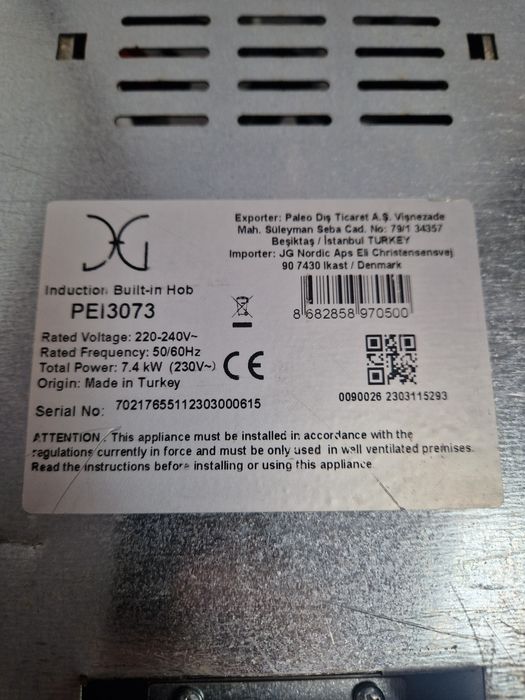 Exporter: Paleo Dış Ticaret A.Ş. Vişnezade
Mah. Süleyman Seba Cad. No: 79/1 34357
Beşiktaş / İstanbul TURKEY
Importer: JG Nordic Aps Eli Christensensvej
90 7430 Ikast / Denmark
Induction Built-in Hob
PEI3073
8 682858 970500
Rated Voltage: 220-240V~
Rated Frequency: 50/60Hz
Total Power: 7.4 kW (230V~)
Origin: Made in Turkey
CE
0090026 2303115293
Serial No: 70217655112303000615
ATTENTION : This appliance must be installed in accordance with the
regulations currently in force and must be only used in well ventilated premises.
Read the instructions before installing or using this appliance.